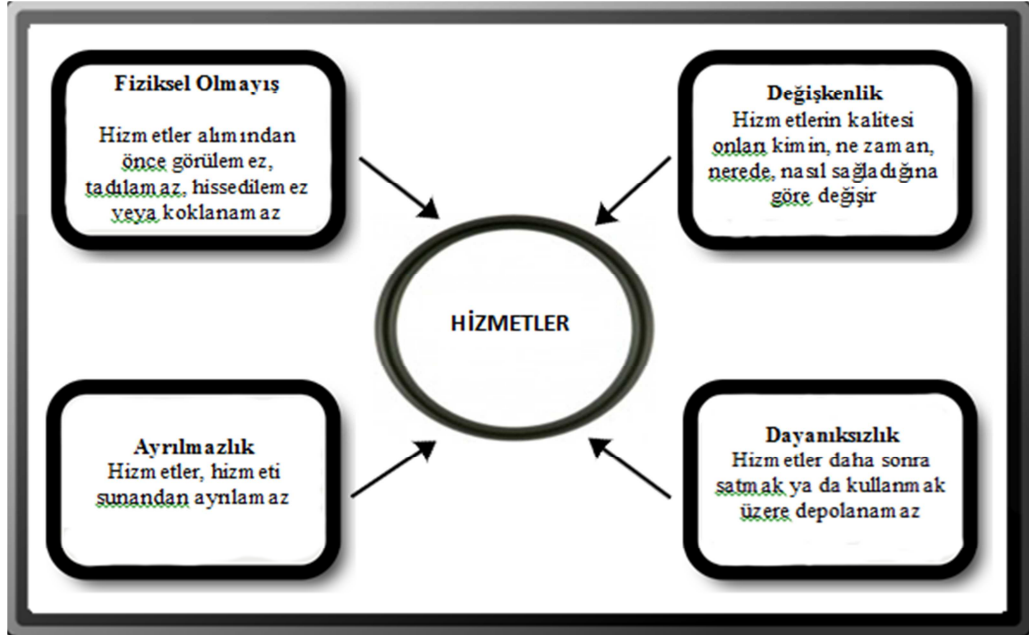 Fiziksel Olmayış
Hizmetler alımından
önce görülemez,
tadılamaz, hissedilemez
veya koklanamaz
Değişkenlik
Hizmetlerin kalitesi
onları kimin, ne zaman,
nerede, nasıl sağladığına
göre değişir
HİZMETLER
Ayrılmazlık
Hizmetler, hizmeti
sunandan ayrılamaz
Dayanıksızlık
Hizmetler daha sonra
satmak ya da kullanmak
üzere depolanamaz